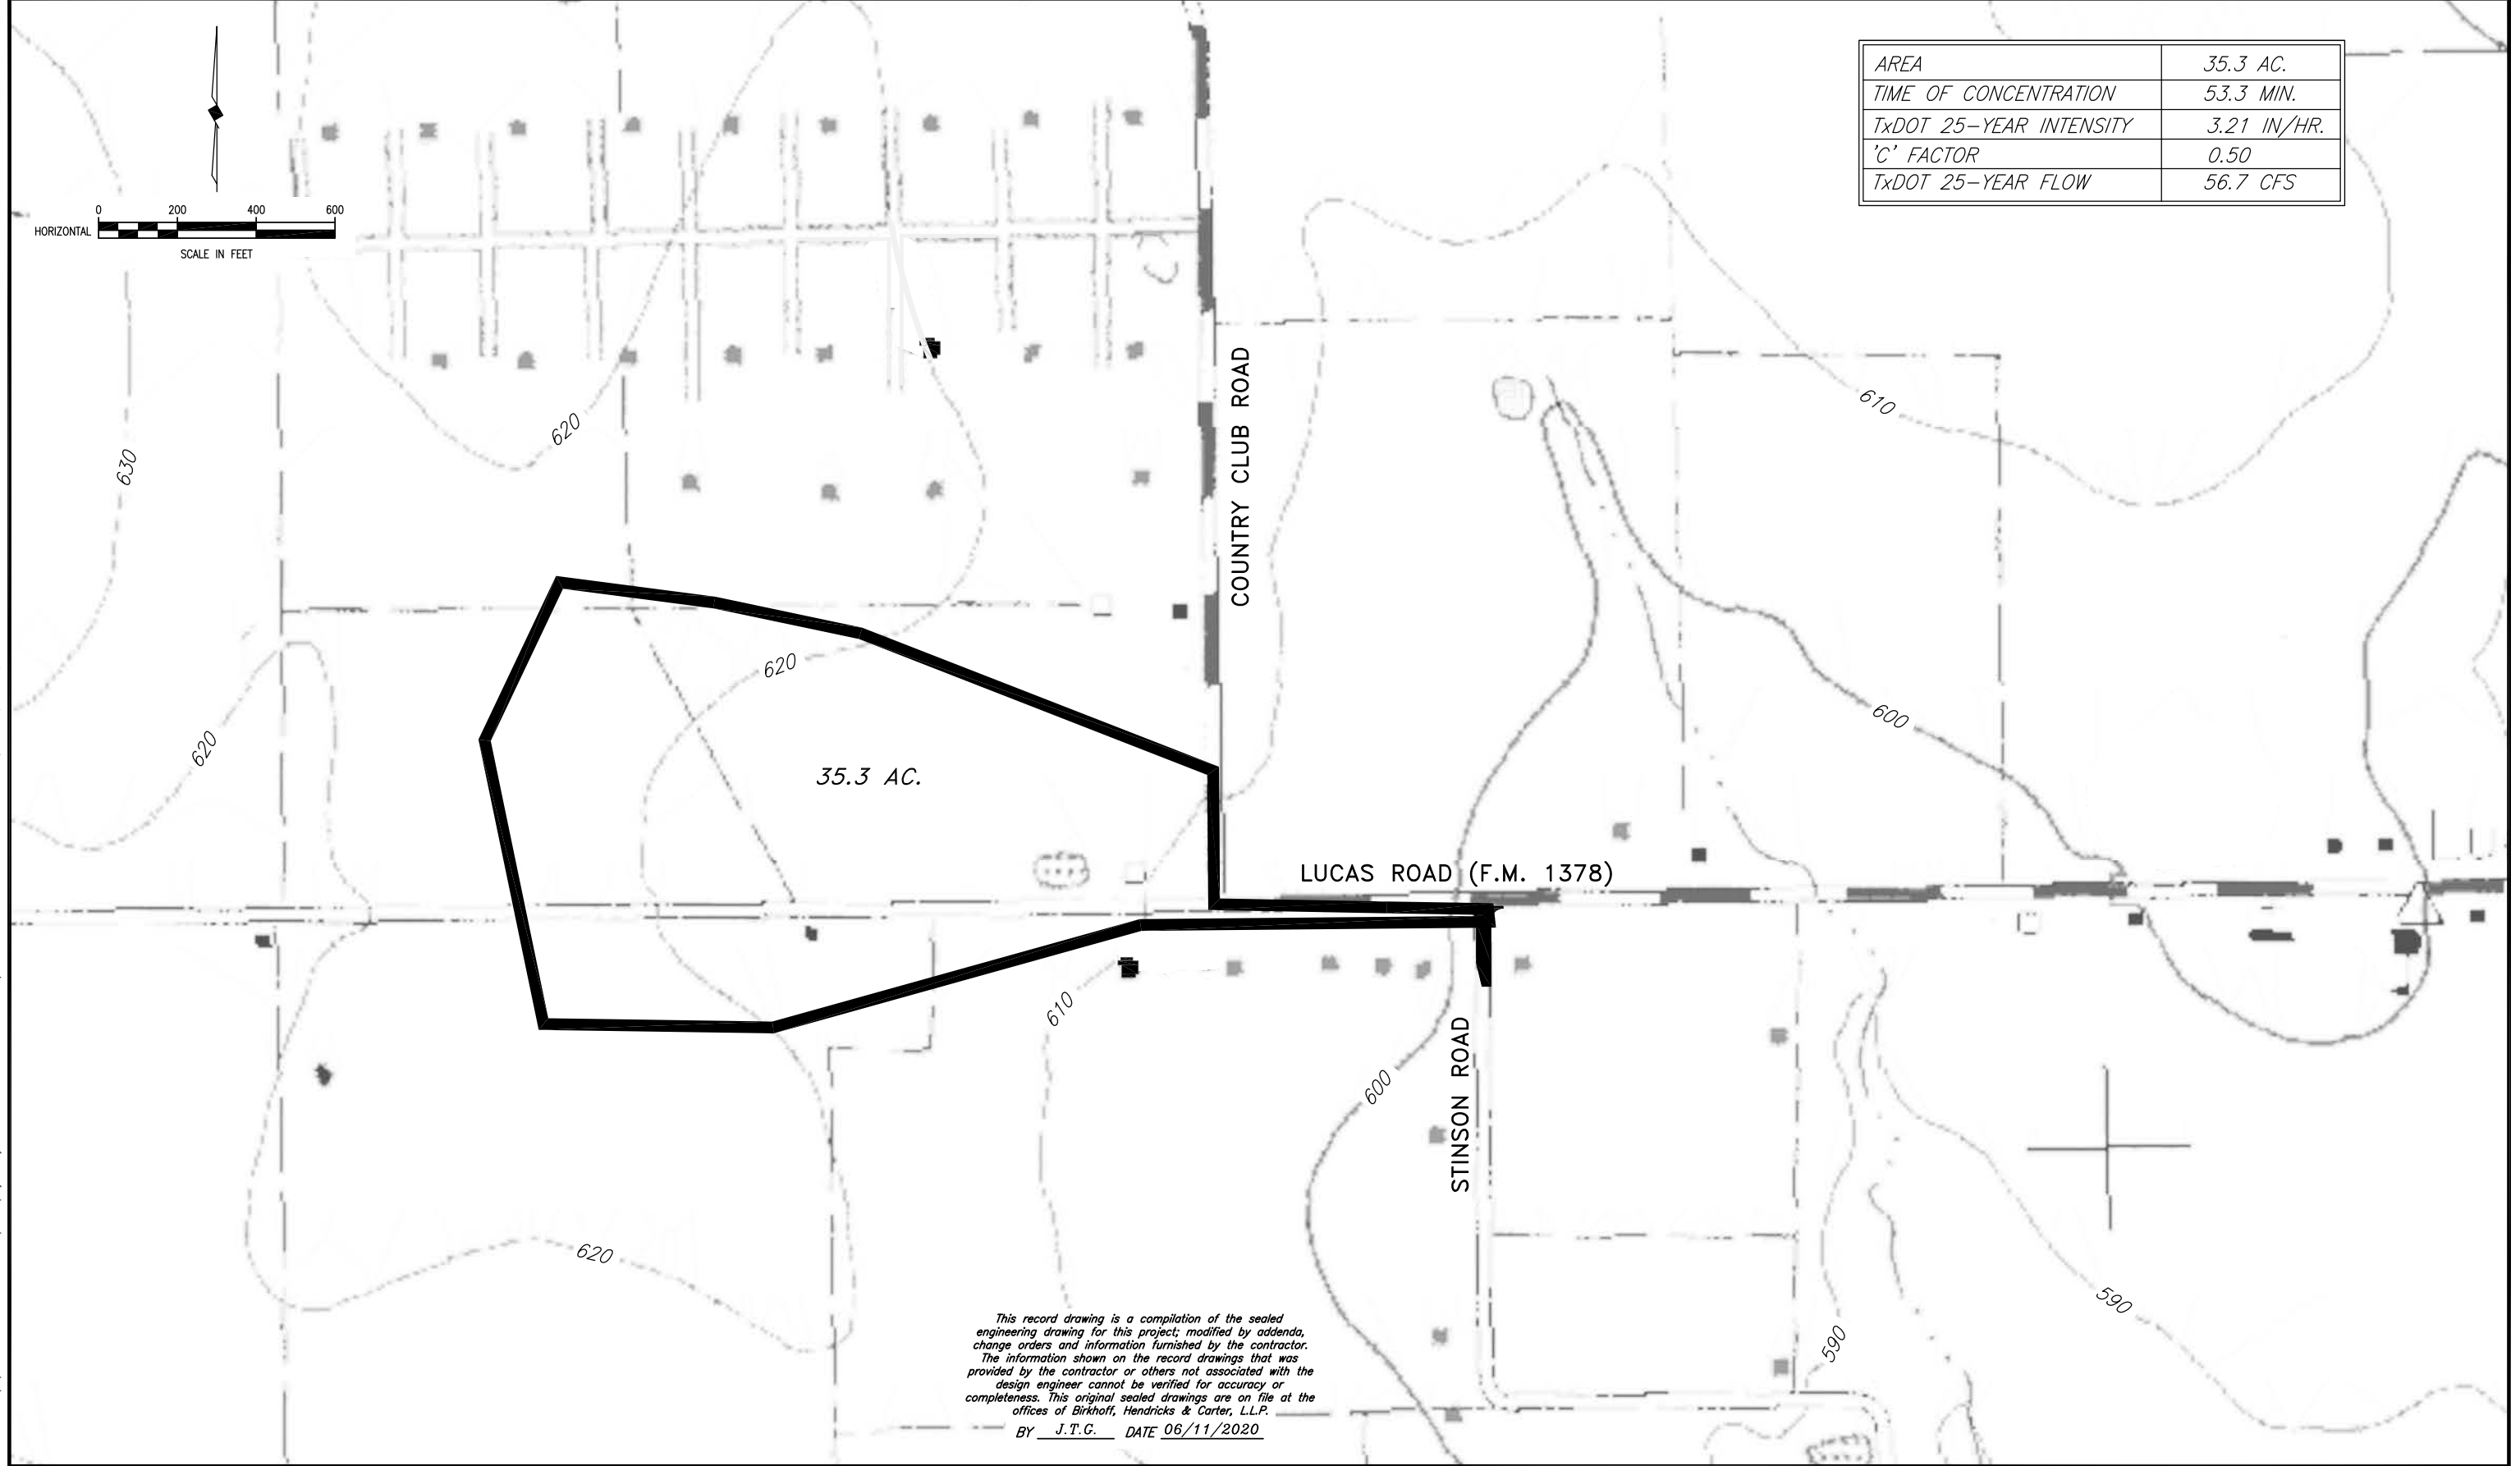 AREA 35.3 AC.
TIME OF CONCENTRATION 53.3 MIN.
TxDOT 25-YEAR INTENSITY 3.21 IN/HR.
'C' FACTOR 0.50
TxDOT 25-YEAR FLOW 56.7 CFS
0 200 400 600
HORIZONTAL
SCALE IN FEET
COUNTRY CLUB ROAD
610
620
630
620
600
620
35.3 AC.
LUCAS ROAD (F.M. 1378)
610
600
STINSON ROAD
620
590
590
This record drawing is a compilation of the sealed
engineering drawing for this project; modified by addenda,
change orders and information furnished by the contractor.
The information shown on the record drawings that was
provided by the contractor or others not associated with the
design engineer cannot be verified for accuracy or
completeness. This original sealed drawings are on file at the
offices of Birkhoff, Hendricks & Carter, L.L.P.
BY J.T.G. DATE 06/11/2020